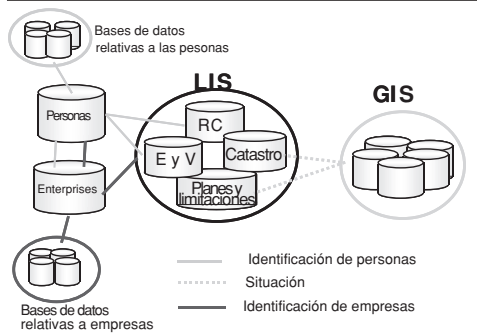 Bases de datos
relativas a las pesonas
LIS
GIS
Personas
RC
E y V
Catastro
Enterprises
Planes y
limitaciones
Identificación de personas
Situación
Identificación de empresas
Bases de datos
relativas a empresas